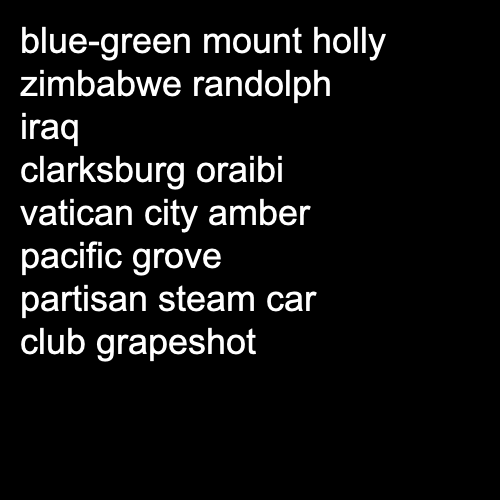 blue-green mount holly
zimbabwe randolph
iraq
clarksburg oraibi
vatican city amber
pacific grove
partisan steam car
club grapeshot